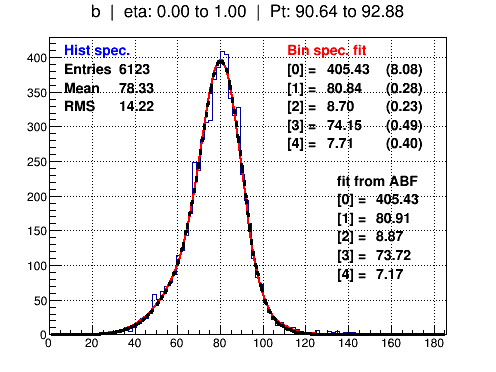 b | eta: 0.00 to 1.00 | Pt: 90.64 to 92.88
Hist spec.
Entries 6123
Mean 78.33
RMS 14.22
Bin spec. fit
[0] = 405.43 (8.08)
[1] = 80.84 (0.28)
[2] = 8.70 (0.23)
[3] = 74.15 (0.49)
[4] = 7.71 (0.40)
fit from ABF
[0] = 405.43
[1] = 80.91
[2] = 8.87
[3] = 73.72
[4] = 7.17
400
350
300
250
200
150
100
50
0
0 20 40 60 80 100 120 140 160 180